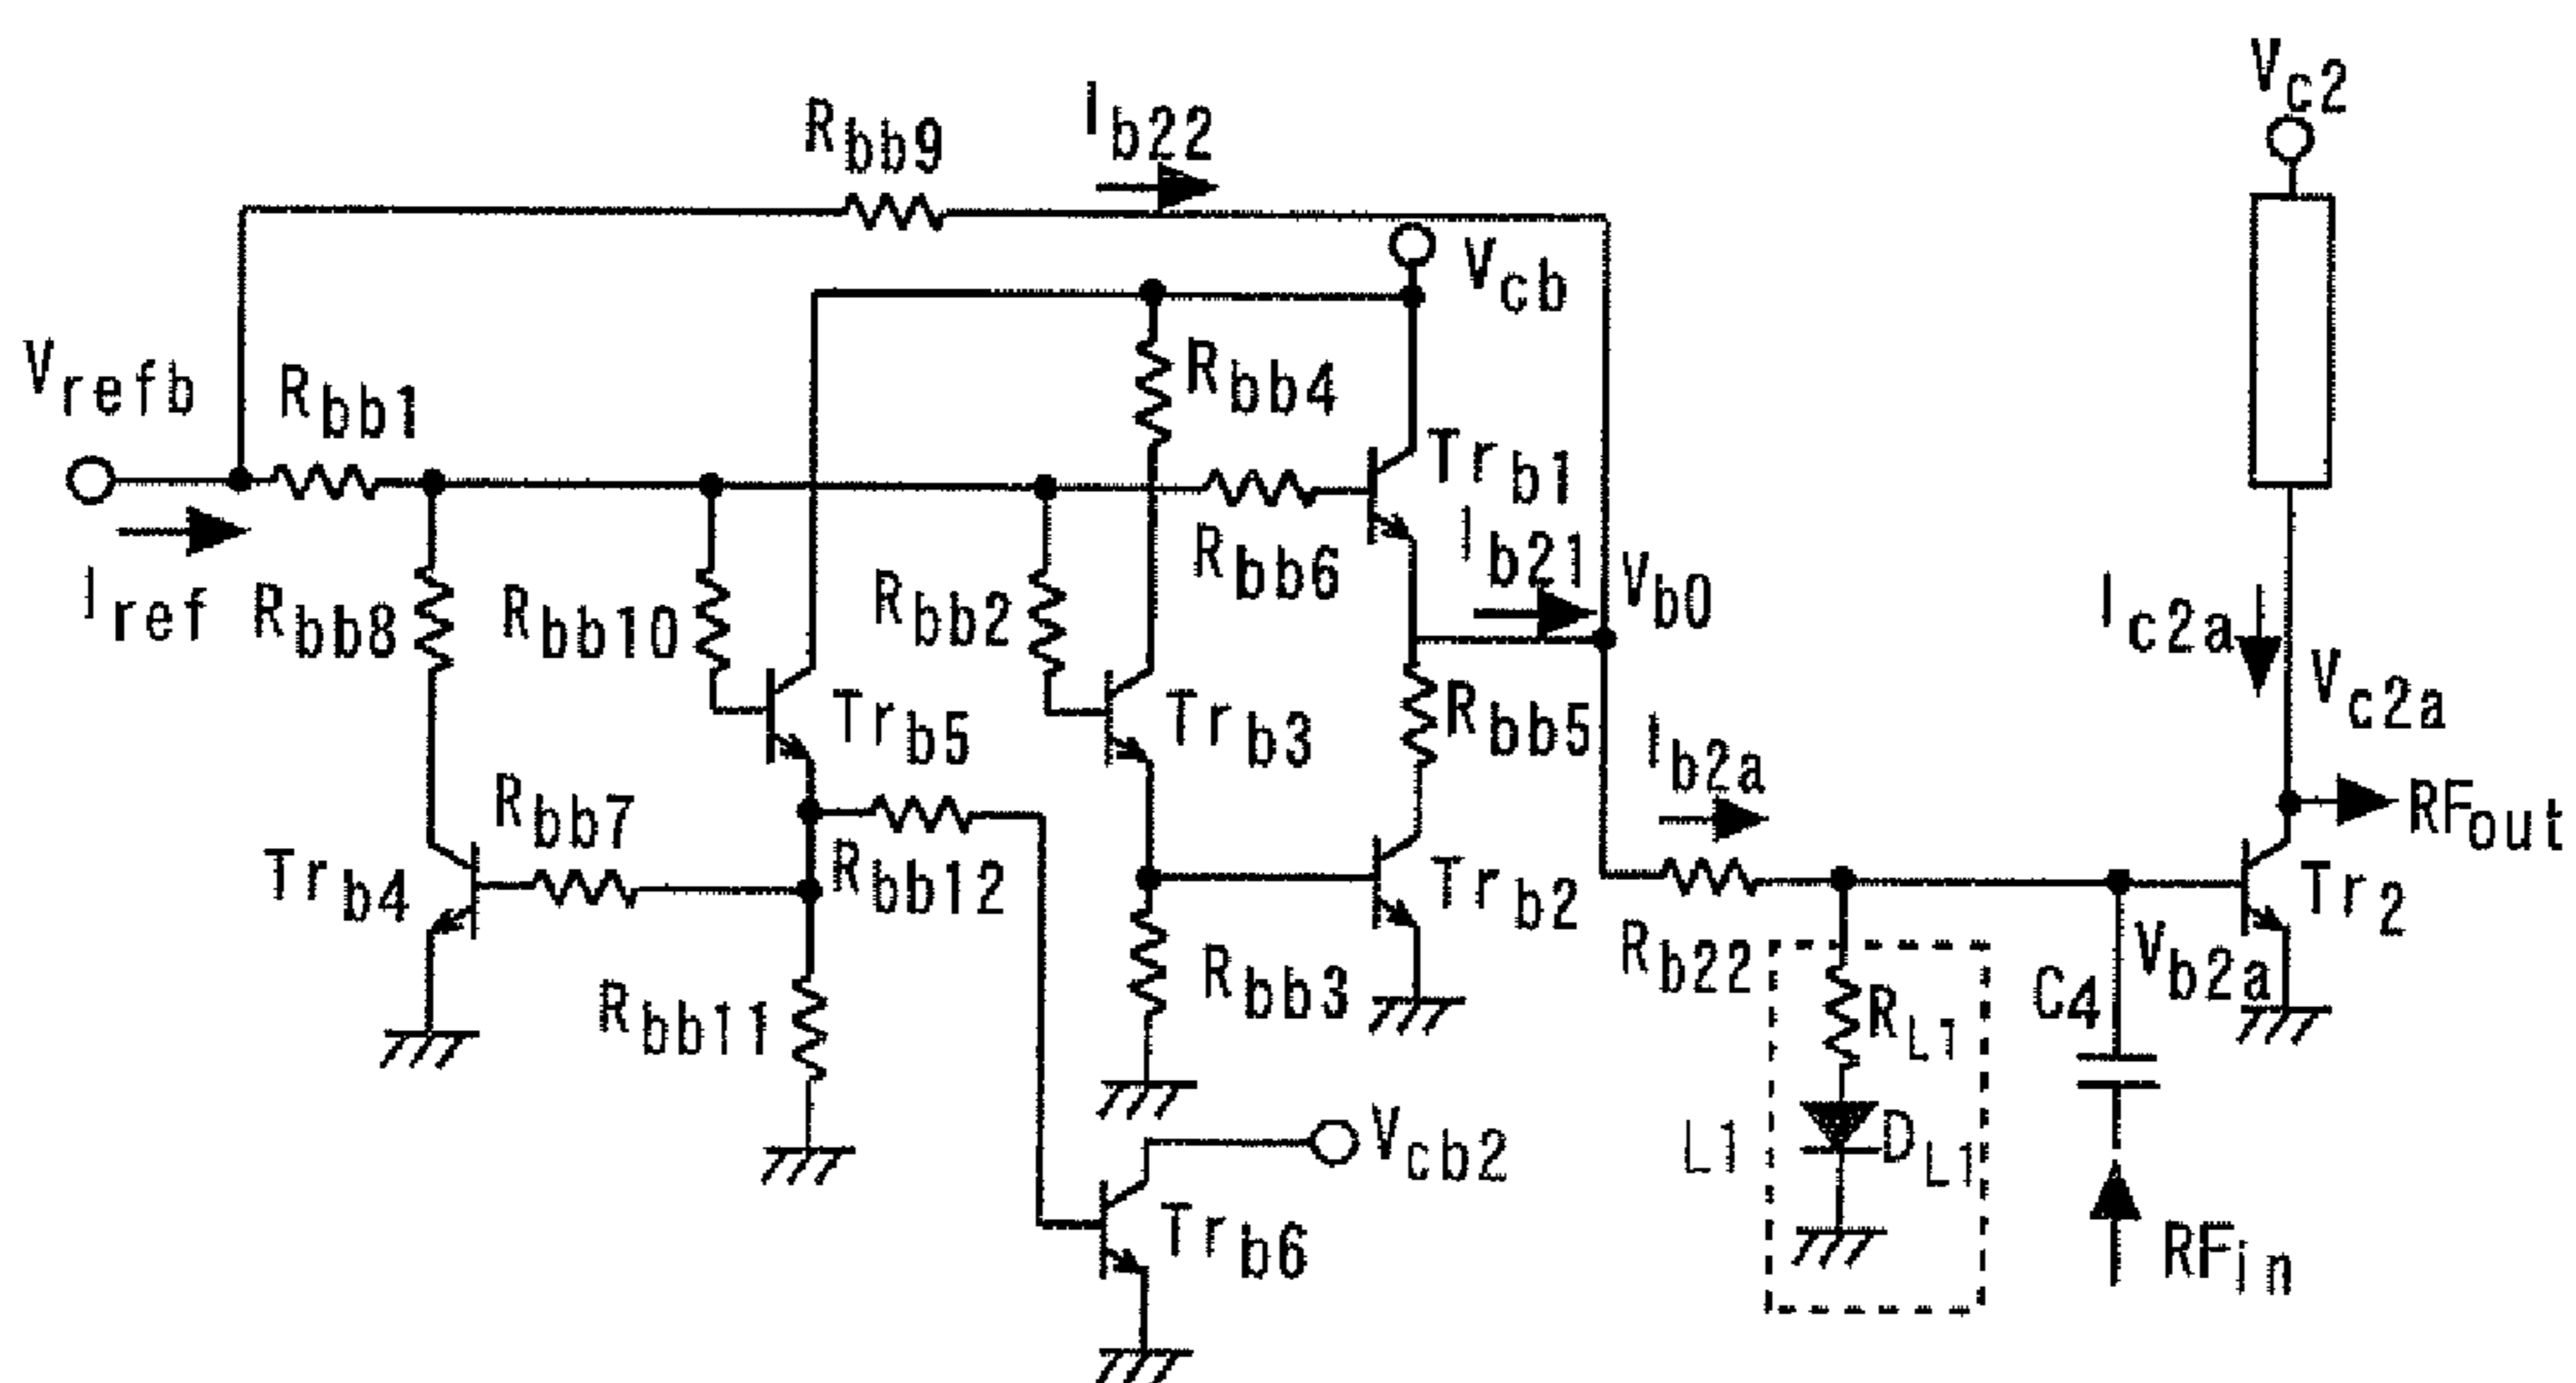 Vc2
Rbb9
Ib22
Vcb
Vrefb
Rbb1
Rbb4
Trb1
Iref
Rbb8
Rbb10
Rbb2
Rbb6
Ib21
Vb0
Ic2a
Vc2a
Trb5
Trb3
Rbb5
Ib2a
RFout
Rbb7
Trb4
Rbb12
Trb2
Tr2
Rbb11
Rbb3
Rb22
RL1
C4
Vb2a
L1
DL1
Vcb2
Trb6
RFin